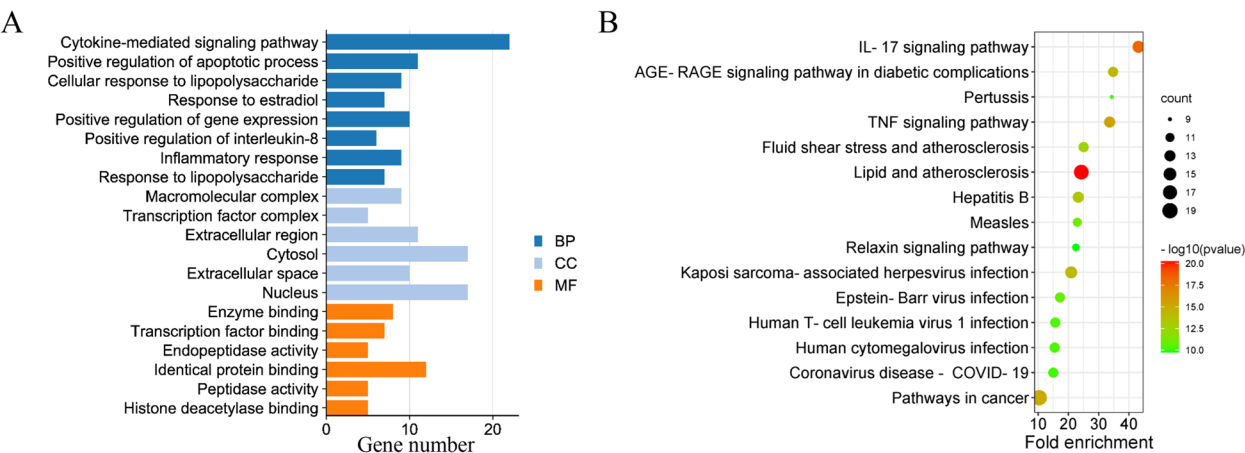 A
Cytokine-mediated signaling pathway
Positive regulation of apoptotic process
Cellular response to lipopolysaccharide
Response to estradiol
Positive regulation of gene expression
Positive regulation of interleukin-8
Inflammatory response
Response to lipopolysaccharide
Macromolecular complex
Transcription factor complex
Extracellular region
Cytosol
Extracellular space
Nucleus
Enzyme binding
Transcription factor binding
Endopeptidase activity
Identical protein binding
Peptidase activity
Histone deacetylase binding
0 10 20
Gene number
BP
CC
MF
B
IL- 17 signaling pathway
AGE- RAGE signaling pathway in diabetic complications
Pertussis
TNF signaling pathway
Fluid shear stress and atherosclerosis
Lipid and atherosclerosis
Hepatitis B
Measles
Relaxin signaling pathway
Kaposi sarcoma- associated herpesvirus infection
Epstein- Barr virus infection
Human T- cell leukemia virus 1 infection
Human cytomegalovirus infection
Coronavirus disease - COVID- 19
Pathways in cancer
10 20 30 40
Fold enrichment
count
9
11
13
15
17
19
- log10(pvalue)
20.0
17.5
15.0
12.5
10.0